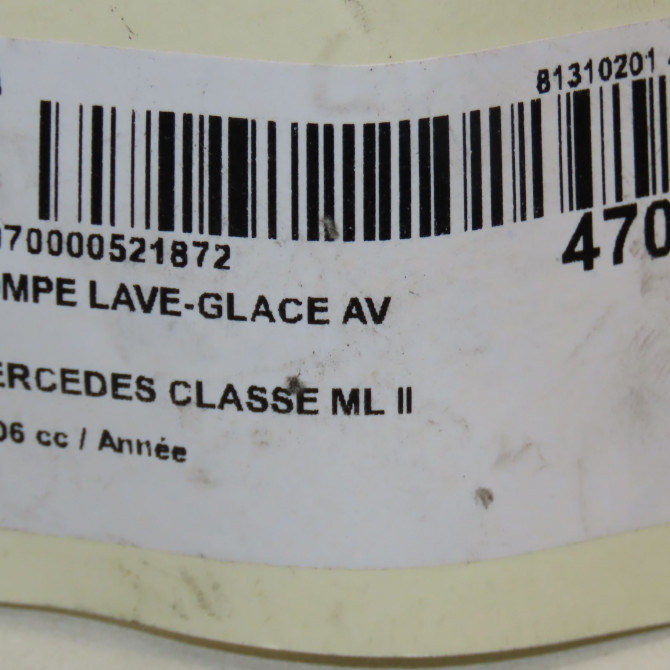 81310201
070000521872
470
MPE LAVE-GLACE AV
ERCEDES CLASSE ML II
06 cc / Année